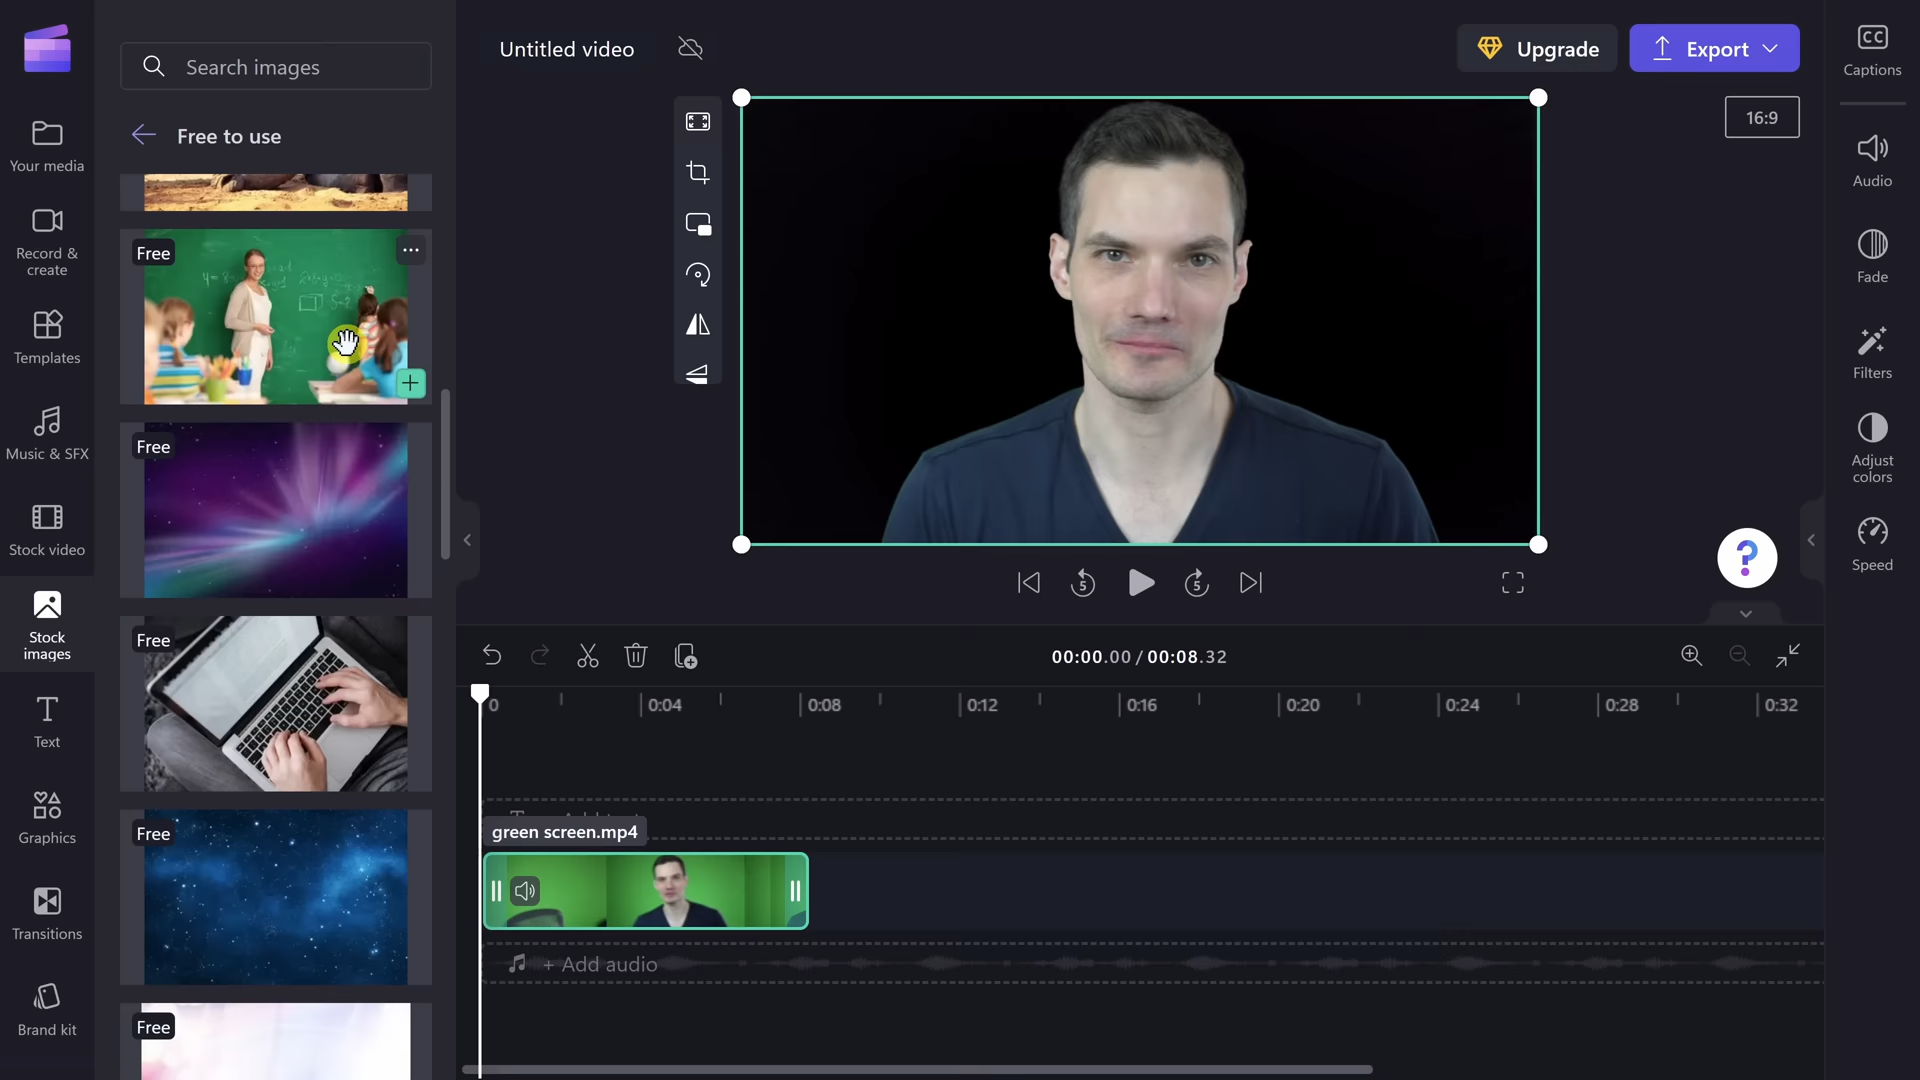 Untitled video
Upgrade
Export
CC
Captions
Search images
16:9
Free to use
Your media
Free
Audio
Record &
create
Fade
Templates
Filters
Music & SFX
Free
Adjust
colors
Stock video
Speed
?
5
5
Stock
images
Free
00:00.00 / 00:08.32
0
0:04
0:08
0:12
0:16
0:20
0:24
0:28
0:32
Text
Graphics
Free
green screen.mp4
Transitions
+ Add audio
Brand kit
Free